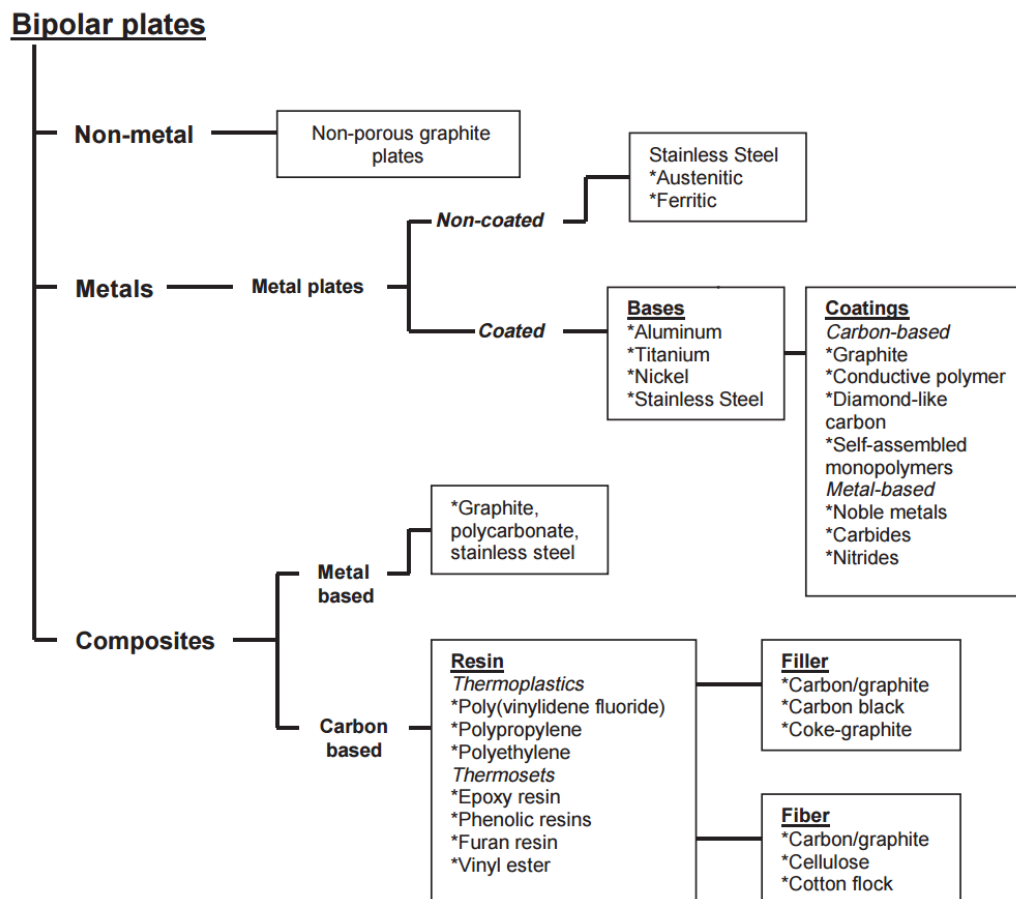 Bipolar plates
Non-metal
Non-porous graphite
plates
Metals
Metal plates
Non-coated
Stainless Steel
*Austenitic
*Ferritic
Coated
Bases
*Aluminum
*Titanium
*Nickel
*Stainless Steel
Coatings
Carbon-based
*Graphite
*Conductive polymer
*Diamond-like
carbon
*Self-assembled
monopolymers
Metal-based
*Noble metals
*Carbides
*Nitrides
Composites
Metal
based
*Graphite,
polycarbonate,
stainless steel
Carbon
based
Resin
Thermoplastics
*Poly(vinylidene fluoride)
*Polypropylene
*Polyethylene
Thermosets
*Epoxy resin
*Phenolic resins
*Furan resin
*Vinyl ester
Filler
*Carbon/graphite
*Carbon black
*Coke-graphite
Fiber
*Carbon/graphite
*Cellulose
*Cotton flock